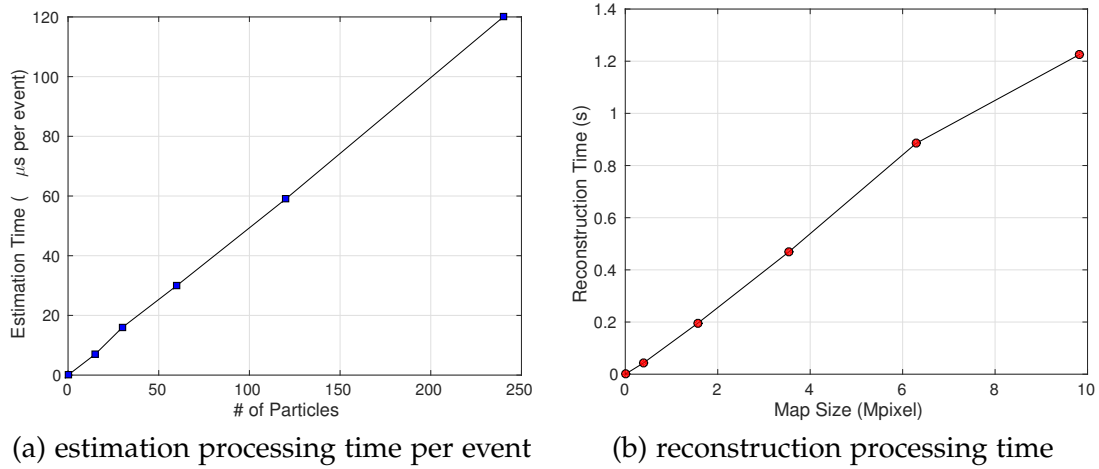 120
100
80
60
40
20
0
Estimation Time ( μs per event)
0 50 100 150 200 250
# of Particles
(a) estimation processing time per event
1.4
1.2
1
0.8
0.6
0.4
0.2
0
Reconstruction Time (s)
0 2 4 6 8 10
Map Size (Mpixel)
(b) reconstruction processing time